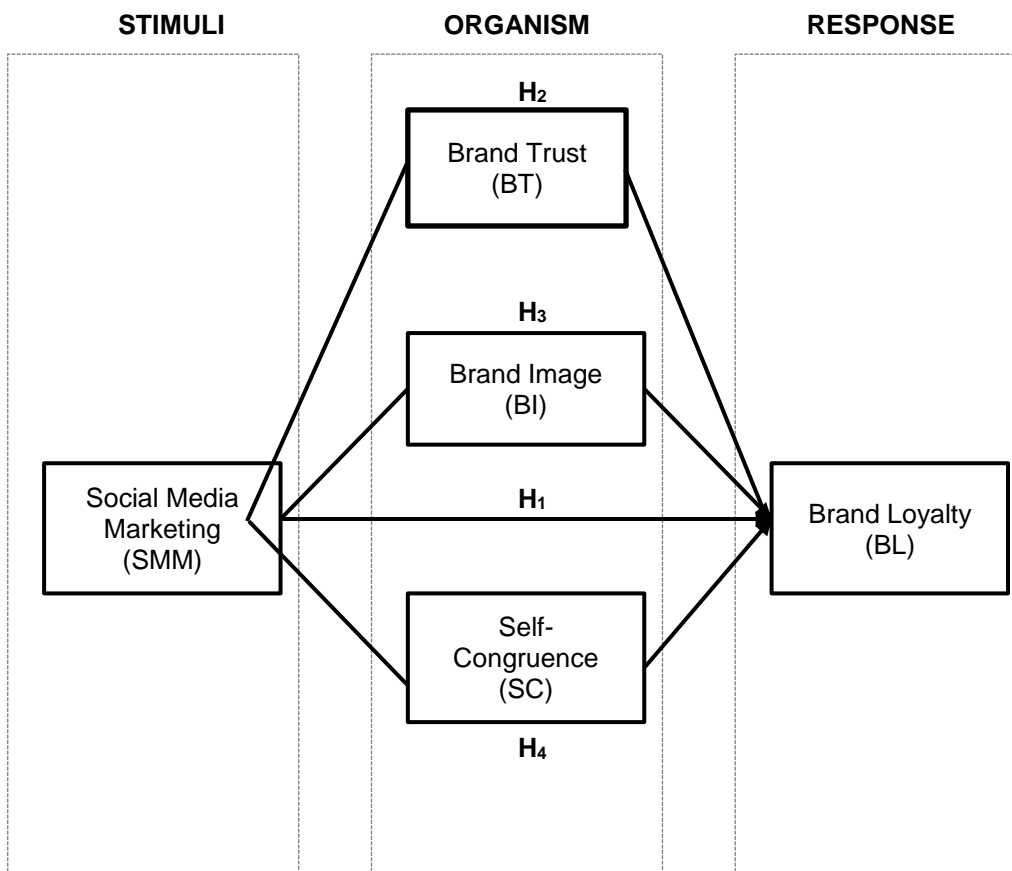 STIMULI
ORGANISM
RESPONSE
H₂
Brand Trust
(BT)
H₃
Brand Image
(BI)
Social Media
Marketing
(SMM)
H₁
Brand Loyalty
(BL)
Self-
Congruence
(SC)
H₄